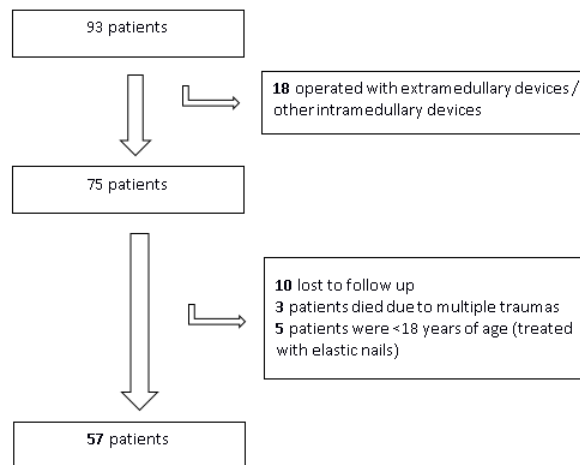 93 patients
18 operated with extramedullary devices /
other intramedullary devices
75 patients
10 lost to follow up
3 patients died due to multiple traumas
5 patients were <18 years of age (treated
with elastic nails)
57 patients